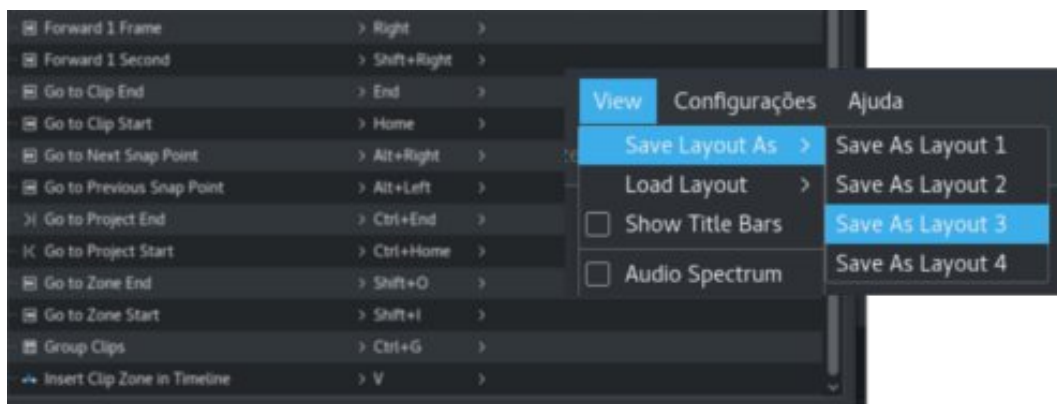 Forward 1 Frame > Right >
Forward 1 Second > Shift+Right >
Go to Clip End > End >
Go to Clip Start > Home >
Go to Next Snap Point > Alt+Right >
Go to Previous Snap Point > Alt+Left >
Go to Project End > Ctrl+End >
Go to Project Start > Ctrl+Home >
Go to Zone End > Shift+O >
Go to Zone Start > Shift+I >
Group Clips > Ctrl+G >
Insert Clip Zone in Timeline > V >
View Configurações Ajuda
Save Layout As >
Load Layout >
Show Title Bars
Audio Spectrum
Save As Layout 1
Save As Layout 2
Save As Layout 3
Save As Layout 4